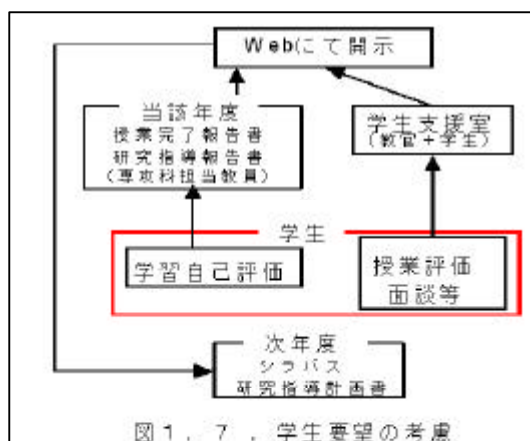 Webにて開示
当該年度
授業完了報告書
研究指導報告書
(専攻科担当教員)
学生支援室
(教官+学生)
学生
学習自己評価
授業評価
面談等
次年度
シラバス
研究指導計画書
図1.7.学生要望の考慮